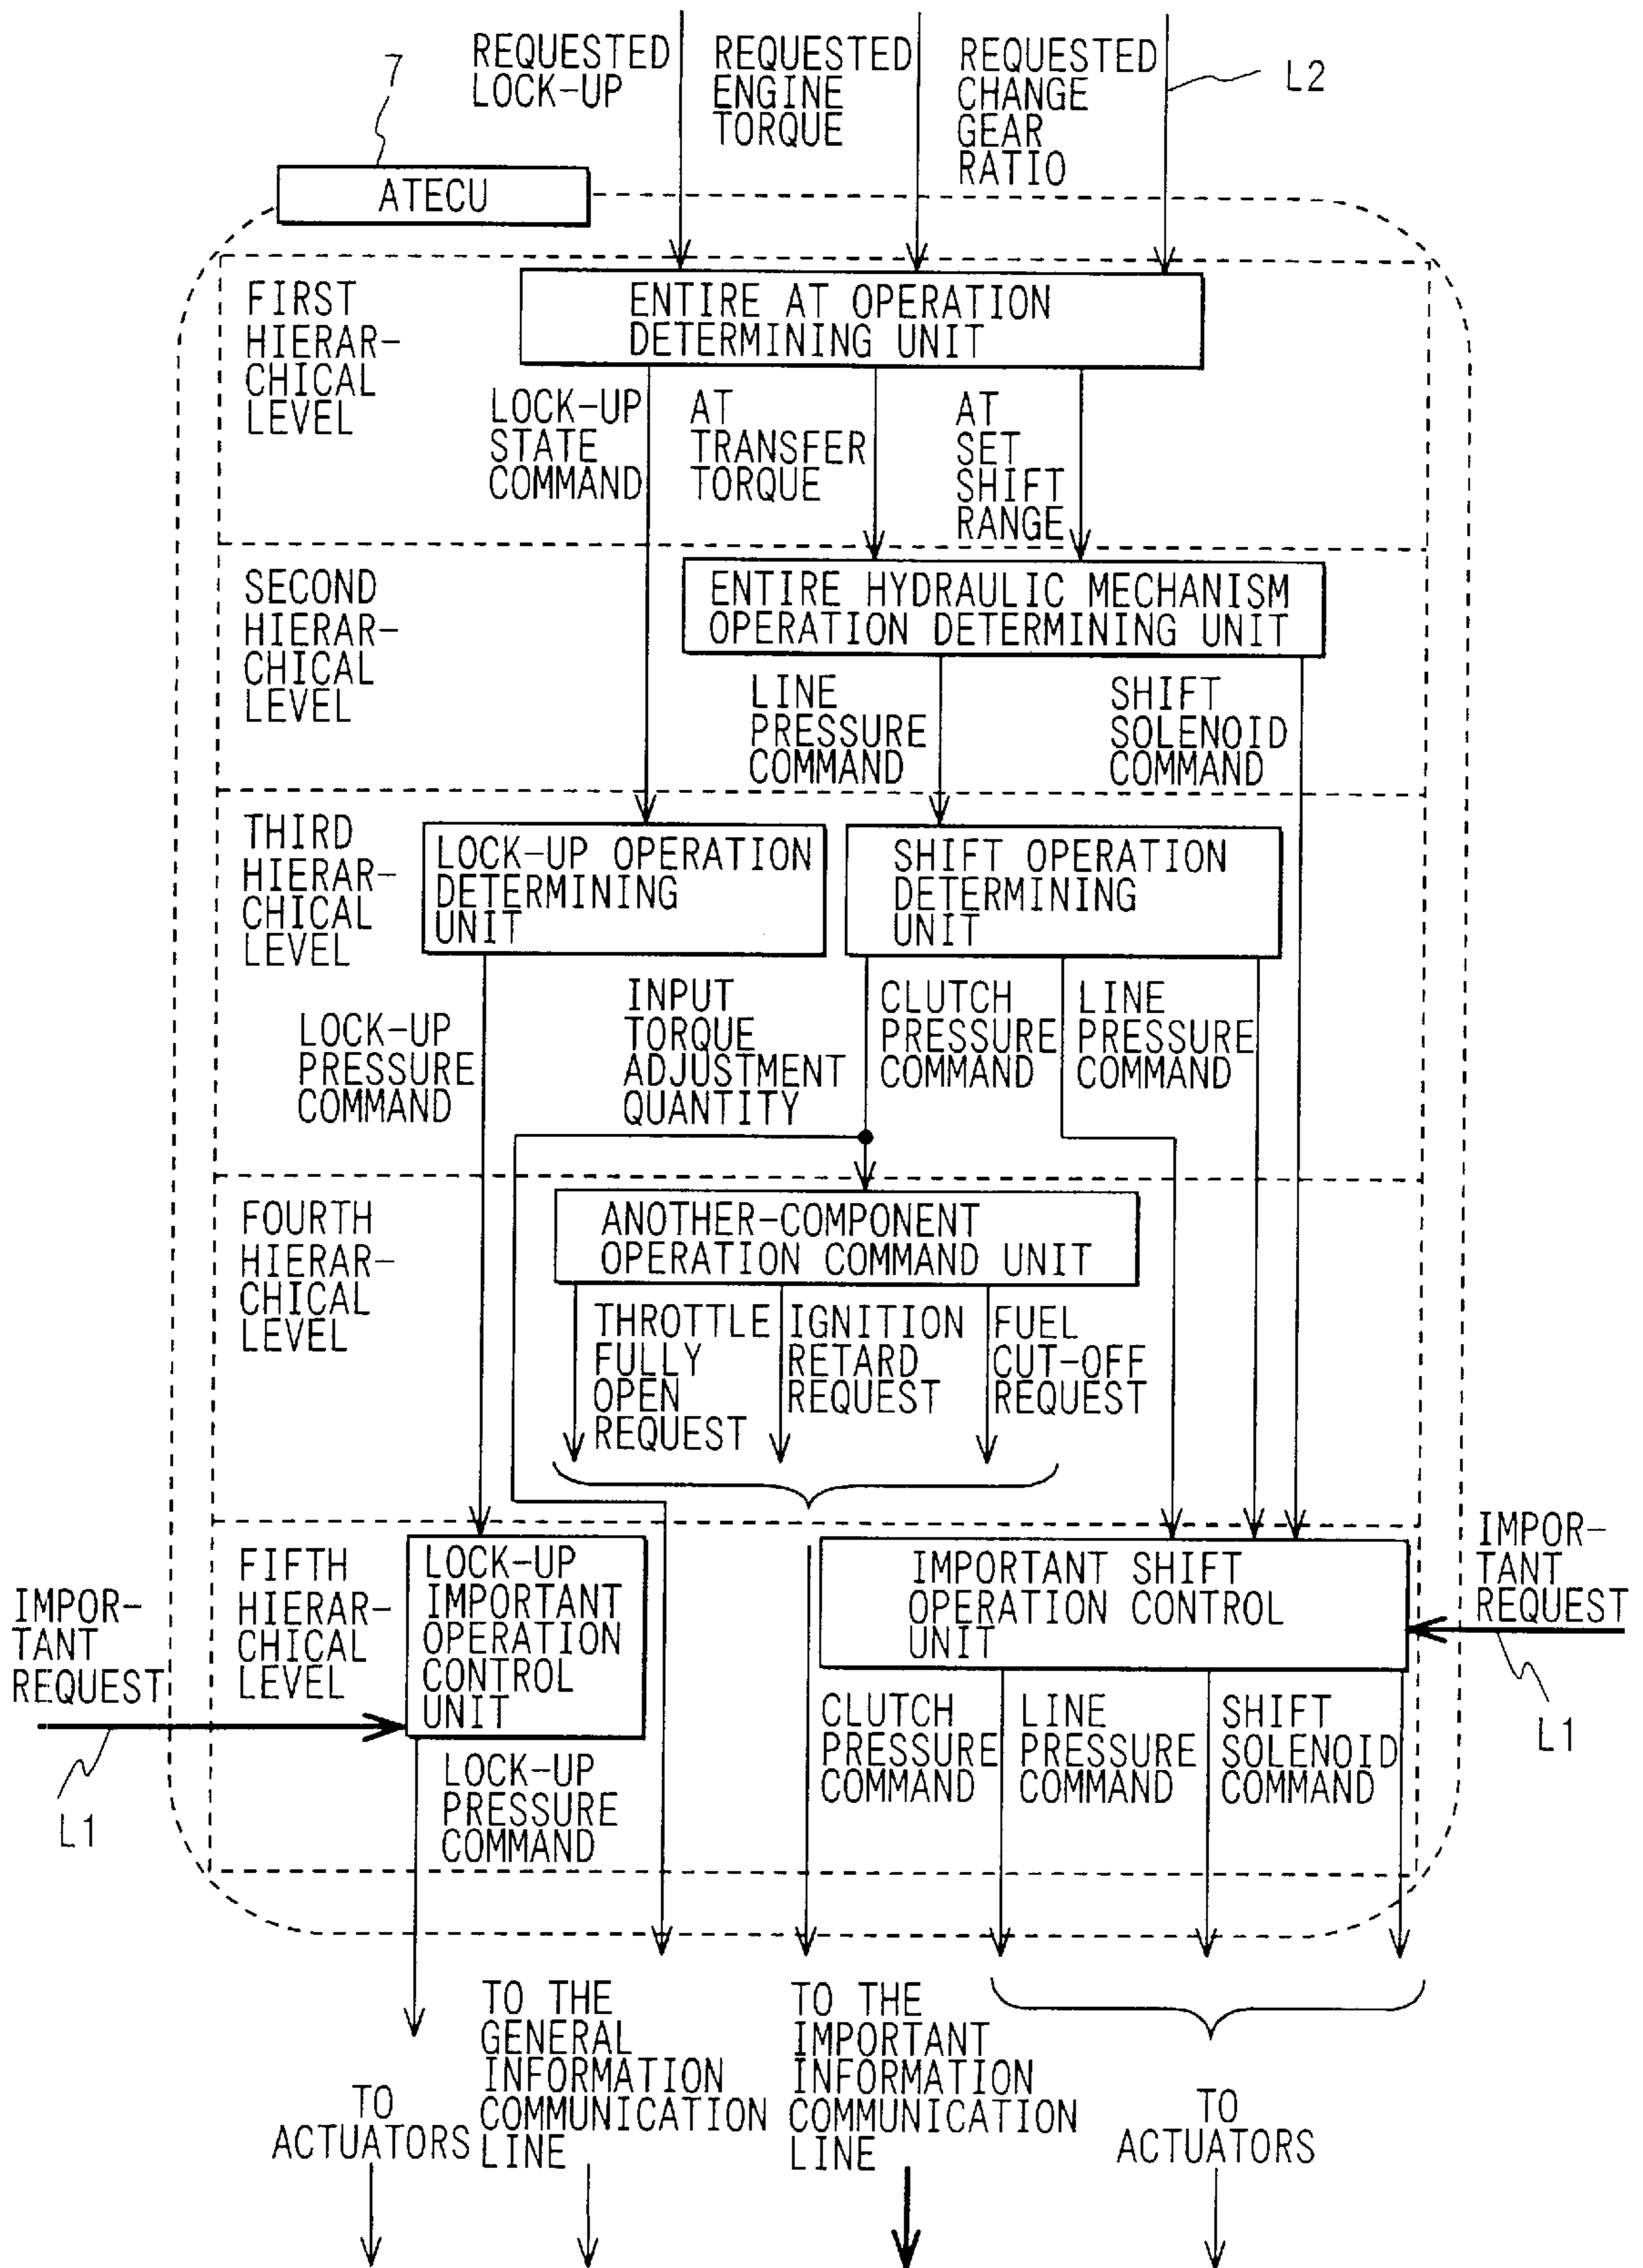 7
REQUESTED
LOCK-UP
REQUESTED
ENGINE
TORQUE
REQUESTED
CHANGE
GEAR
RATIO
L2
ATECU
FIRST
HIERAR-
CHICAL
LEVEL
ENTIRE AT OPERATION
DETERMINING UNIT
LOCK-UP
STATE
COMMAND
AT
TRANSFER
TORQUE
AT
SET
SHIFT
RANGE
SECOND
HIERAR-
CHICAL
LEVEL
ENTIRE HYDRAULIC MECHANISM
OPERATION DETERMINING UNIT
LINE
PRESSURE
COMMAND
SHIFT
SOLENOID
COMMAND
THIRD
HIERAR-
CHICAL
LEVEL
LOCK-UP OPERATION
DETERMINING
UNIT
SHIFT OPERATION
DETERMINING
UNIT
LOCK-UP
PRESSURE
COMMAND
INPUT
TORQUE
ADJUSTMENT
QUANTITY
CLUTCH
PRESSURE
COMMAND
LINE
PRESSURE
COMMAND
FOURTH
HIERAR-
CHICAL
LEVEL
ANOTHER-COMPONENT
OPERATION COMMAND UNIT
THROTTLE
FULLY
OPEN
REQUEST
IGNITION
RETARD
REQUEST
FUEL
CUT-OFF
REQUEST
FIFTH
HIERAR-
CHICAL
LEVEL
LOCK-UP
IMPORTANT
OPERATION
CONTROL
UNIT
IMPORTANT SHIFT
OPERATION CONTROL
UNIT
IMPOR-
TANT
REQUEST
L1
IMPOR-
TANT
REQUEST
L1
LOCK-UP
PRESSURE
COMMAND
CLUTCH
PRESSURE
COMMAND
LINE
PRESSURE
COMMAND
SHIFT
SOLENOID
COMMAND
TO
ACTUATORS
TO THE
GENERAL
INFORMATION
COMMUNICATION
LINE
TO THE
IMPORTANT
INFORMATION
COMMUNICATION
LINE
TO
ACTUATORS